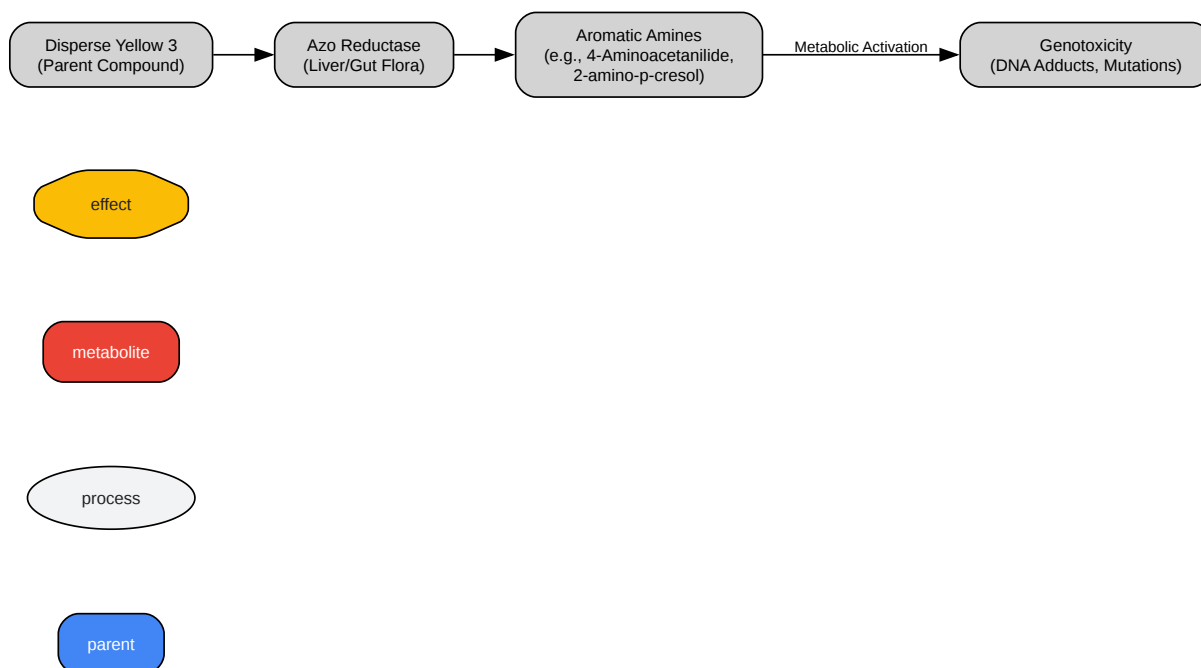 Disperse Yellow 3
(Parent Compound)
Azo Reductase
(Liver/Gut Flora)
Aromatic Amines
(e.g., 4-Aminoacetanilide,
2-amino-p-cresol)
Metabolic Activation
Genotoxicity
(DNA Adducts, Mutations)
effect
metabolite
process
parent